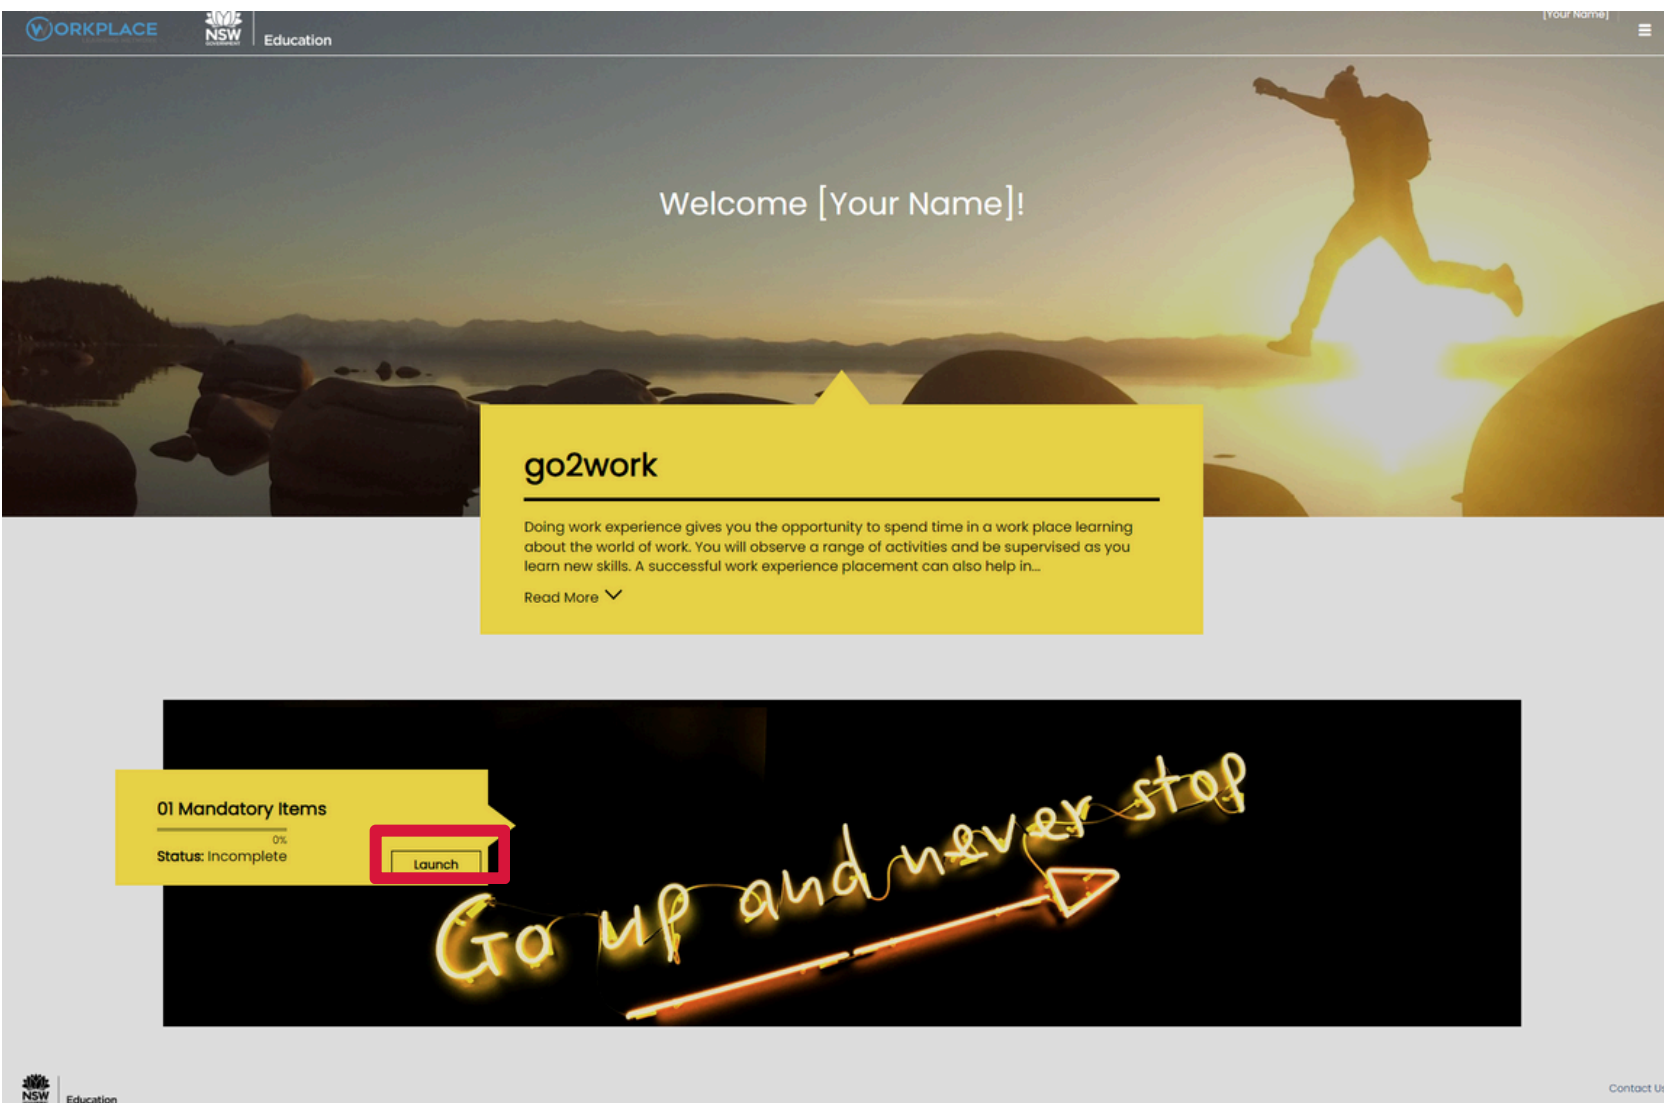 WORKPLACE
NSW
GOVERNMENT
Education
[Your Name]
Welcome [Your Name]!
go2work
Doing work experience gives you the opportunity to spend time in a work place learning
about the world of work. You will observe a range of activities and be supervised as you
learn new skills. A successful work experience placement can also help in...
Read More
01 Mandatory Items
0%
Status: Incomplete
Launch
Go up and never stop
NSW
Education
Contact Us